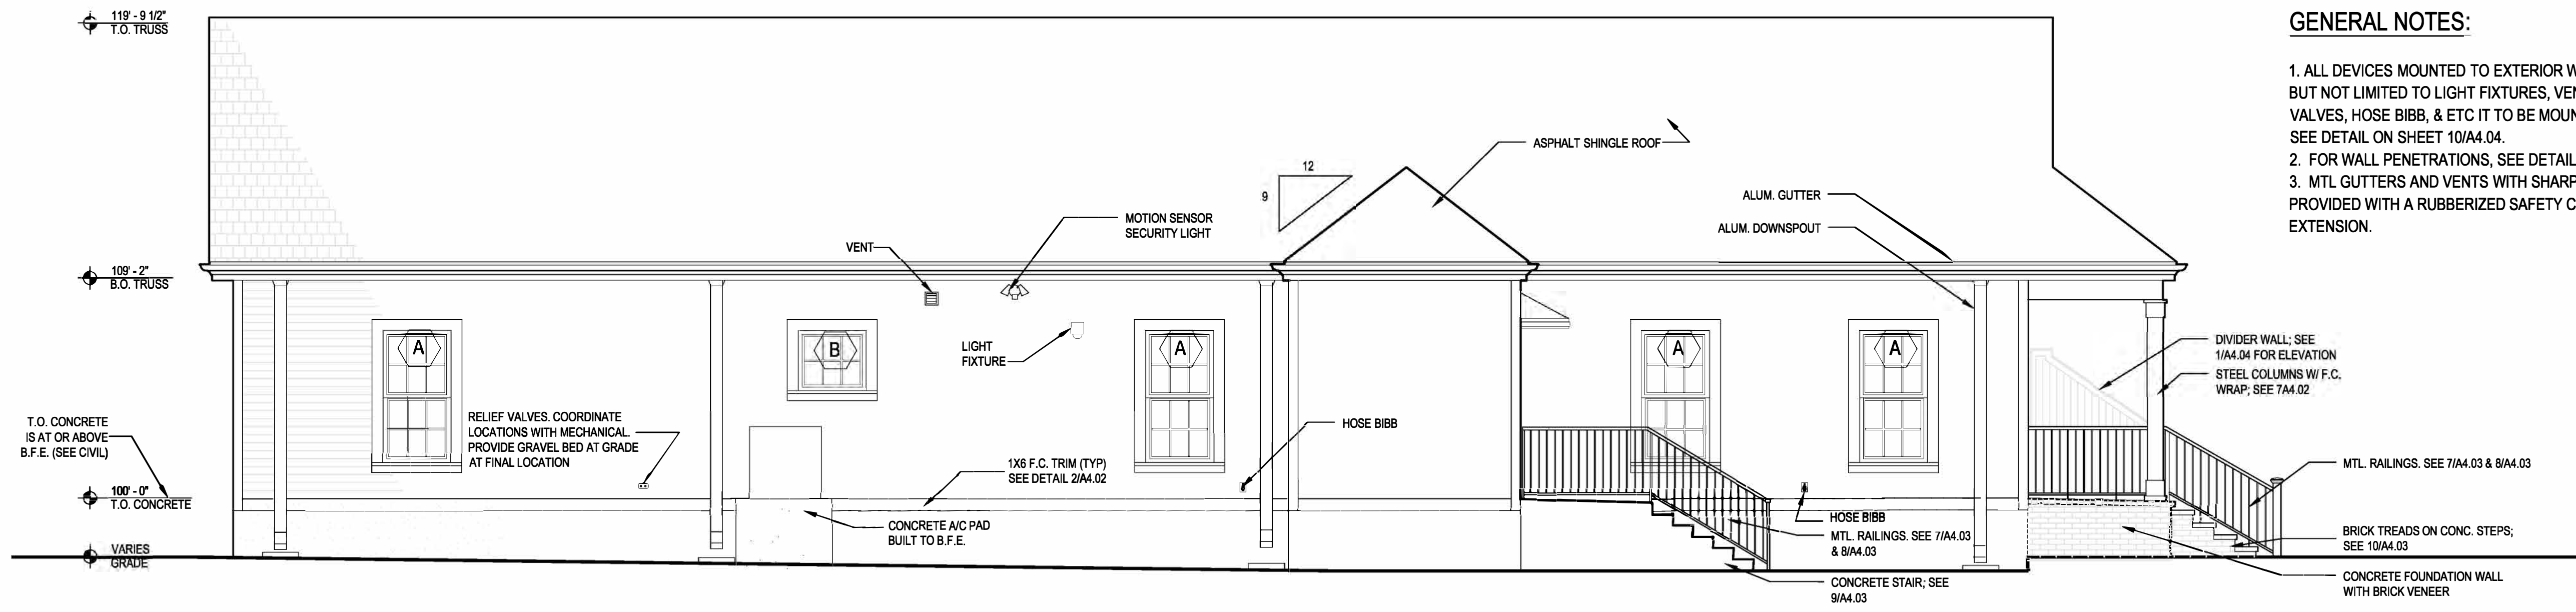 119' - 9 1/2"
T.O. TRUSS
109' - 2"
B.O. TRUSS
T.O. CONCRETE
IS AT OR ABOVE
B.F.E. (SEE CIVIL)
100' - 0"
T.O. CONCRETE
VARIES
GRADE
A
RELIEF VALVES. COORDINATE
LOCATIONS WITH MECHANICAL.
PROVIDE GRAVEL BED AT GRADE
AT FINAL LOCATION
VENT
MOTION SENSOR
SECURITY LIGHT
B
LIGHT
FIXTURE
A
1X6 F.C. TRIM (TYP)
SEE DETAIL 2/A4.02
CONCRETE A/C PAD
BUILT TO B.F.E.
12
9
HOSE BIBB
ASPHALT SHINGLE ROOF
ALUM. GUTTER
ALUM. DOWNSPOUT
A
A
HOSE BIBB
MTL. RAILINGS. SEE 7/A4.03
& 8/A4.03
CONCRETE STAIR; SEE
9/A4.03
DIVIDER WALL; SEE
1/A4.04 FOR ELEVATION
STEEL COLUMNS W/ F.C.
WRAP; SEE 7A4.02
MTL. RAILINGS. SEE 7/A4.03 & 8/A4.03
BRICK TREADS ON CONC. STEPS;
SEE 10/A4.03
CONCRETE FOUNDATION WALL
WITH BRICK VENEER
GENERAL NOTES:
1. ALL DEVICES MOUNTED TO EXTERIOR
BUT NOT LIMITED TO LIGHT FIXTURES,
VALVES, HOSE BIBB, & ETC IT TO BE
SEE DETAIL ON SHEET 10/A4.04.
2. FOR WALL PENETRATIONS, SEE DETAIL
3. MTL GUTTERS AND VENTS WITH SHARP
PROVIDED WITH A RUBBERIZED SAFETY
EXTENSION.